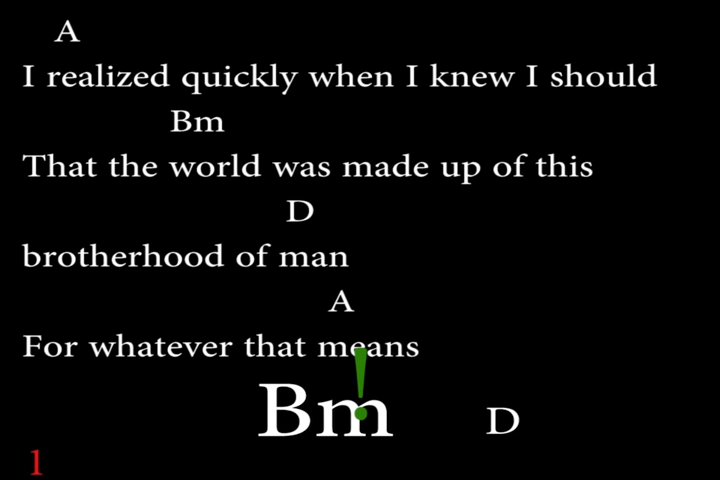 A
I realized quickly when I knew I should
Bm
That the world was made up of this
D
brotherhood of man
A
For whatever that means
!
Bm D
1